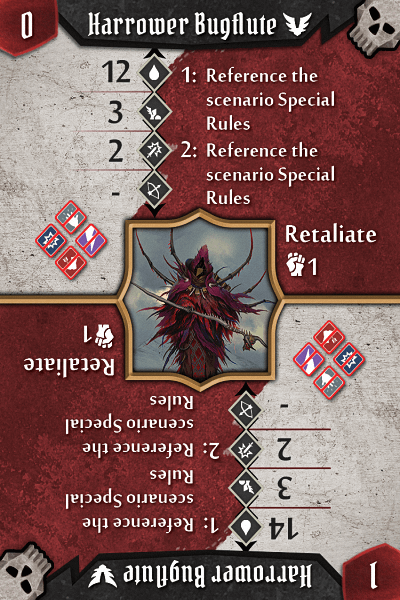 0
Harrower Bugflute
12
1: Reference the
scenario Special
Rules
3
2
2: Reference the
scenario Special
Rules
-
Retaliate
1
Retaliate
1
-
2
3
14
1: Reference the
scenario Special
Rules
2: Reference the
scenario Special
Rules
Harrower Bugflute
1